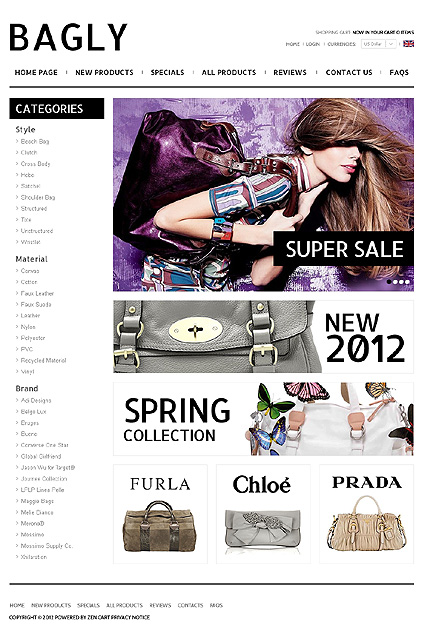 BAGLY
SHOPPING CART: NOW IN YOUR CART 0 ITEMS
HOME | LOGIN | CURRENCIES: US Dollar
HOME PAGE | NEW PRODUCTS | SPECIALS | ALL PRODUCTS | REVIEWS | CONTACT US | FAQS
CATEGORIES
Style
Beach Bag
Clutch
Cross Body
Hobo
Satchel
Shoulder Bag
Structured
Tote
Unstructured
Wristlet
Material
Canvas
Cotton
Faux Leather
Faux Suede
Leather
Nylon
Polyester
PVC
Recycled Material
Vinyl
Brand
Adi Designs
Beige Lux
Bueno
Converse One Star
Global Girlfriend
Jason Wu for Target®
Journee Collection
Maggie Bags
Melie Bianco
Merona®
Mossimo
Mossimo Supply Co.
Xhilaration
SUPER SALE
NEW
2012
SPRING
COLLECTION
FURLA
Chloé
PRADA
HOME NEW PRODUCTS SPECIALS ALL PRODUCTS REVIEWS CONTACTS FAQS
COPYRIGHT © 2012 POWERED BY ZEN CART PRIVACY NOTICE